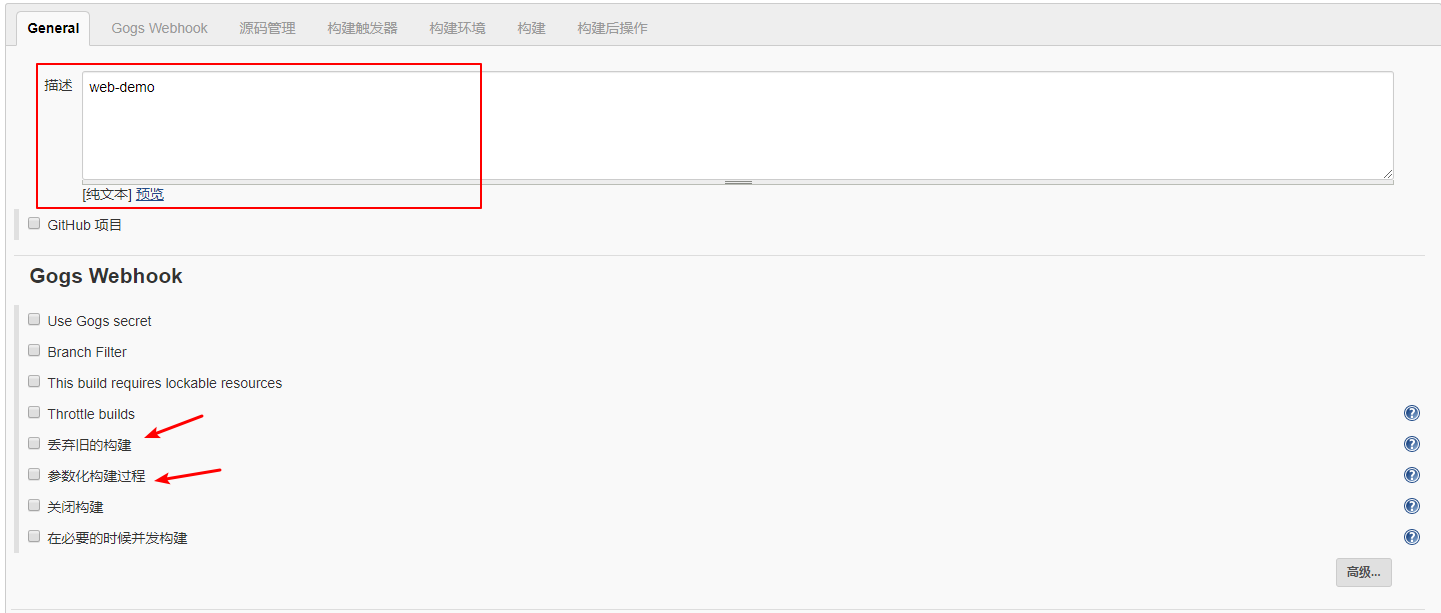 General Gogs Webhook 源码管理 构建触发器 构建环境 构建 构建后操作
描述 web-demo
[纯文本] 预览
GitHub 项目
Gogs Webhook
Use Gogs secret
Branch Filter
This build requires lockable resources
Throttle builds
丢弃旧的构建
参数化构建过程
关闭构建
在必要的时候并发构建
高级...